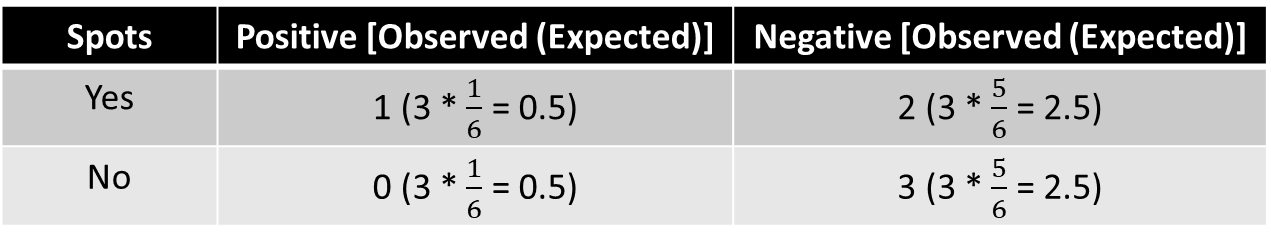 Spots Positive [Observed (Expected)] Negative [Observed (Expected)]
Yes 1 (3 * 1/6 = 0.5) 2 (3 * 5/6 = 2.5)
No 0 (3 * 1/6 = 0.5) 3 (3 * 5/6 = 2.5)